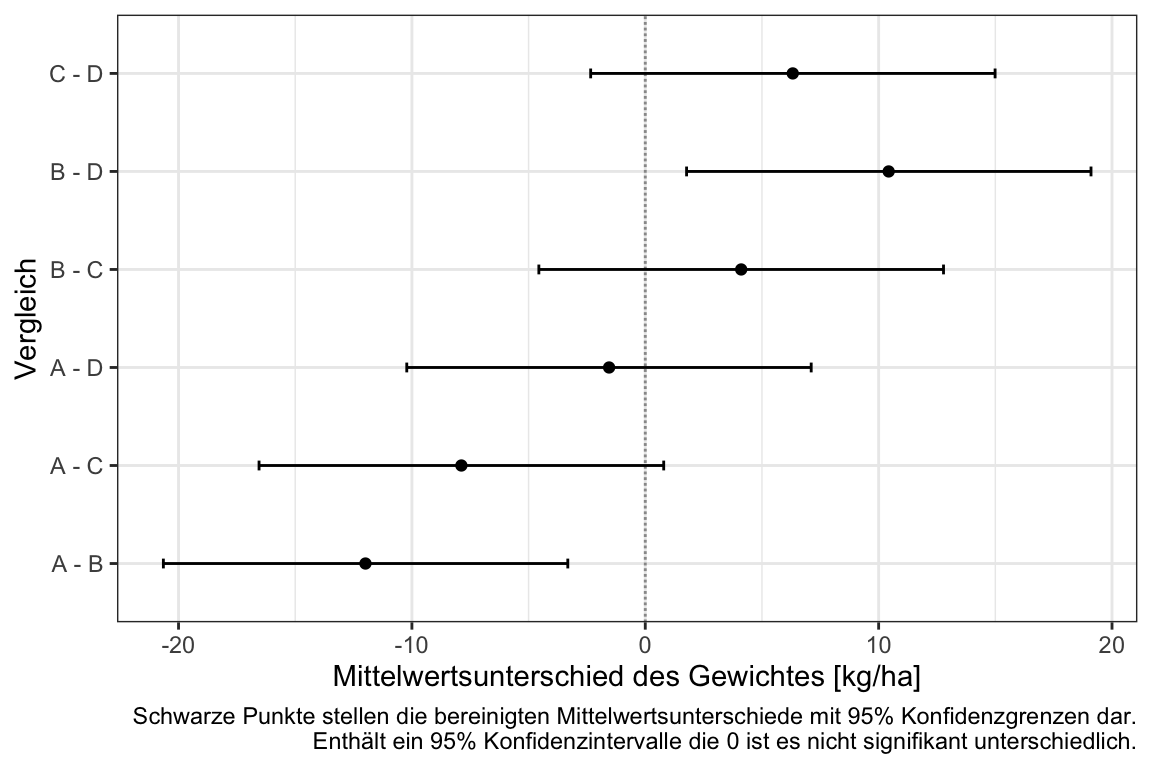 C - D
B - D
B - C
A - D
A - C
A - B
Vergleich
-20
-10
0
10
20
Mittelwertsunterschied des Gewichtes [kg/ha]
Schwarze Punkte stellen die bereinigten Mittelwertsunterschiede mit 95% Konfidenzgrenzen dar.
Enthält ein 95% Konfidenzintervalle die 0 ist es nicht signifikant unterschiedlich.